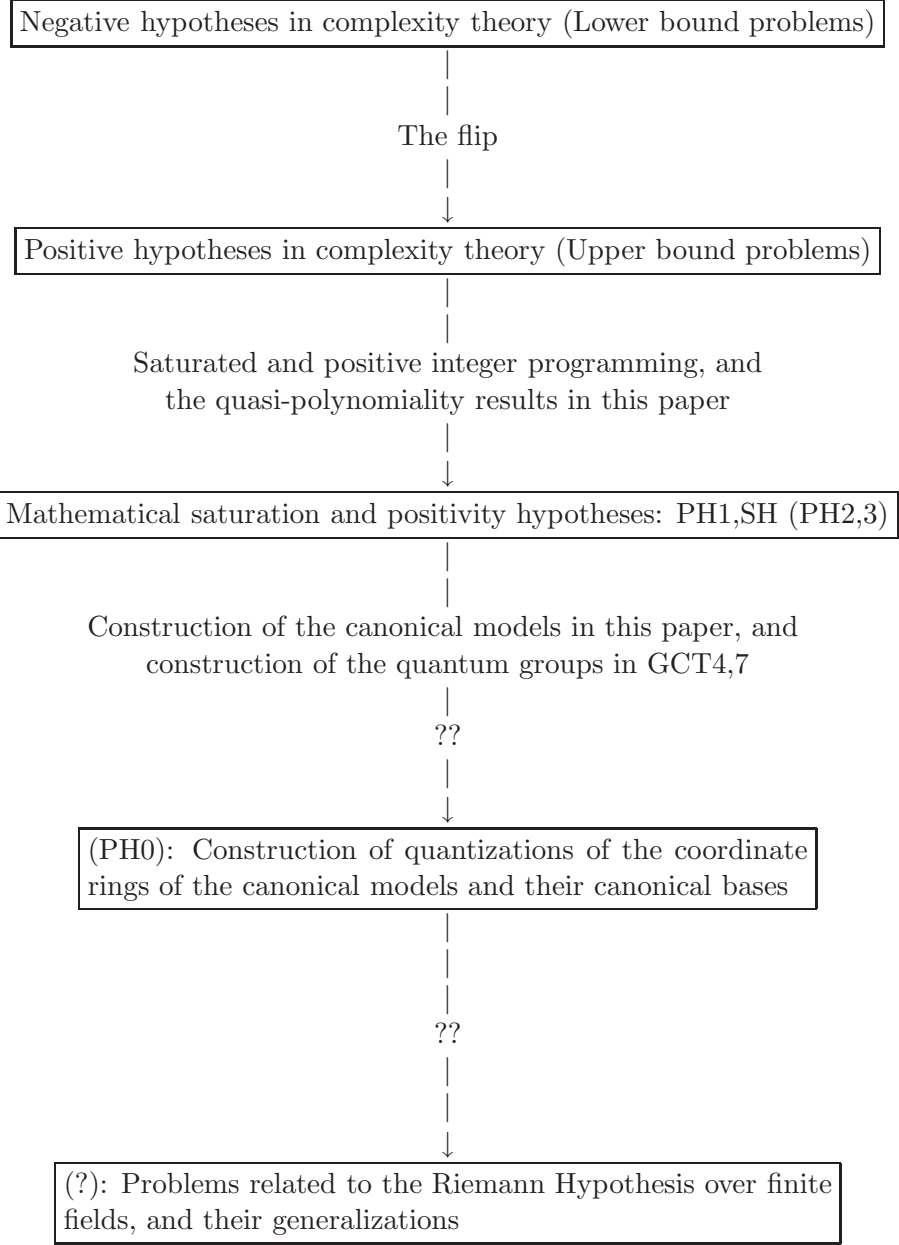 Negative hypotheses in complexity theory (Lower bound problems)
|
|
The flip
|
↓
Positive hypotheses in complexity theory (Upper bound problems)
|
|
Saturated and positive integer programming, and
the quasi-polynomiality results in this paper
|
↓
Mathematical saturation and positivity hypotheses: PH1,SH (PH2,3)
|
|
Construction of the canonical models in this paper, and
construction of the quantum groups in GCT4,7
|
??
|
↓
(PH0): Construction of quantizations of the coordinate
rings of the canonical models and their canonical bases
|
|
|
??
|
|
↓
(?): Problems related to the Riemann Hypothesis over finite
fields, and their generalizations